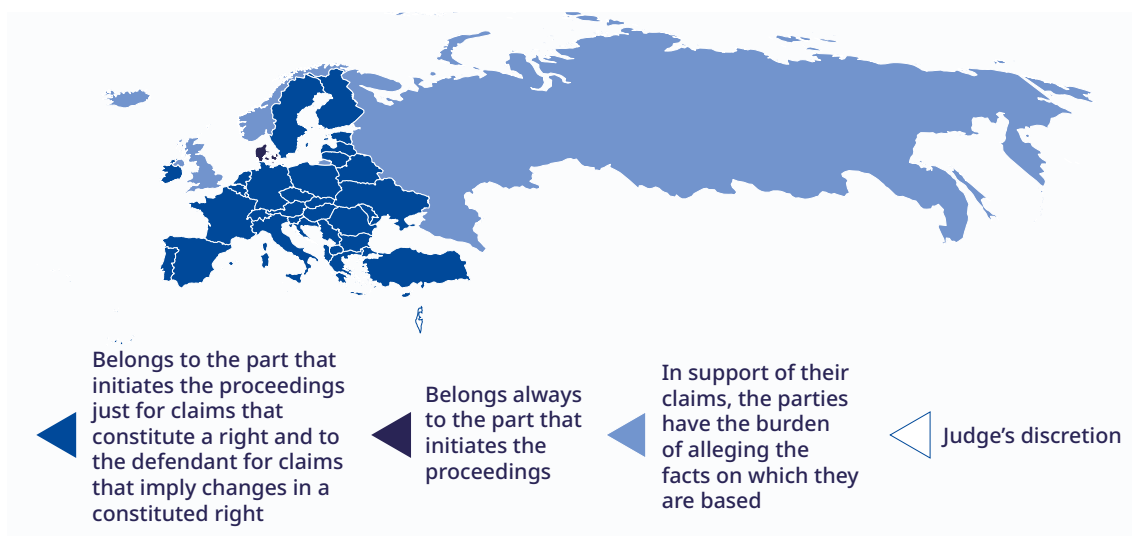 Belongs to the part that
initiates the proceedings
just for claims that
constitute a right and to
the defendant for claims
that imply changes in a
constituted right
Belongs always
to the part that
initiates the
proceedings
In support of their
claims, the parties
have the burden
of alleging the
facts on which they
are based
Judge’s discretion